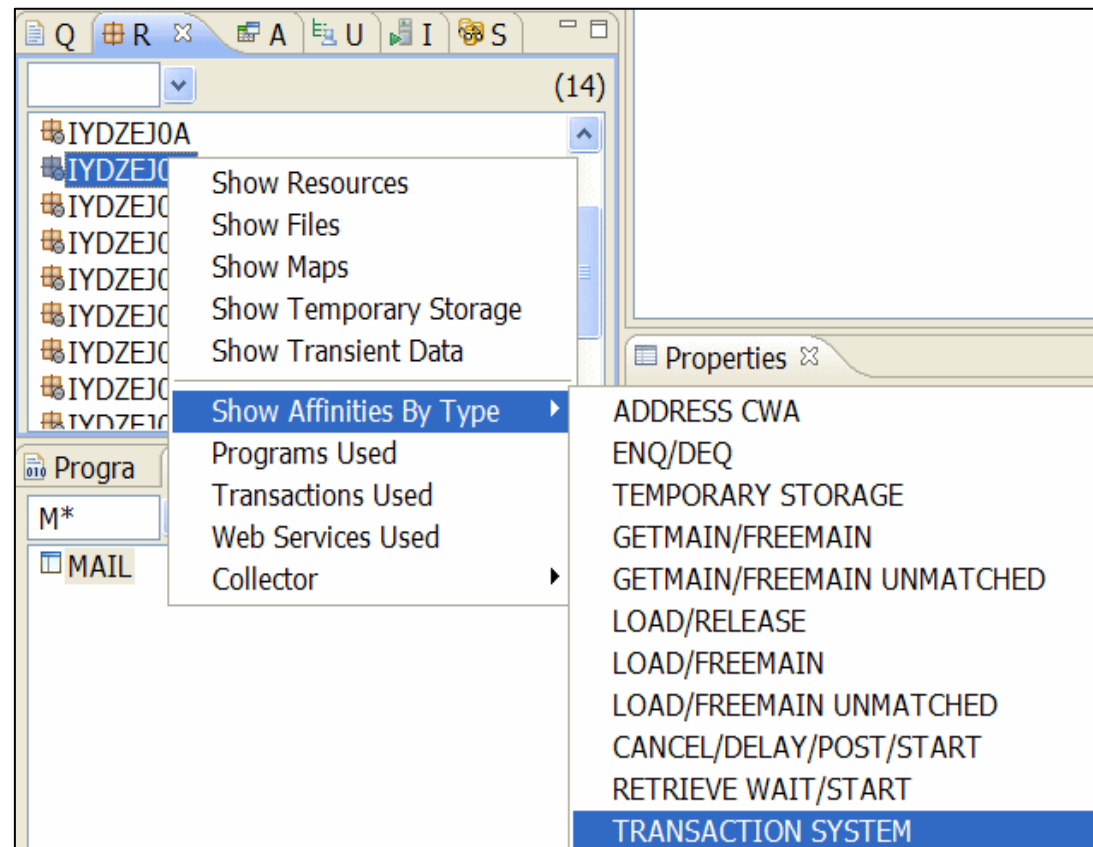 Q R A U I S
(14)
IYDZEJ0A
IYDZEJ0
IYDZEJ0
IYDZEJ0
IYDZEJ0
IYDZEJ0
IYDZEJ0
IYDZEJ0
IYDZEJ0
Show Resources
Show Files
Show Maps
Show Temporary Storage
Show Transient Data
Show Affinities By Type
Programs Used
Transactions Used
Web Services Used
Collector
Properties
ADDRESS CWA
ENQ/DEQ
TEMPORARY STORAGE
GETMAIN/FREEMAIN
GETMAIN/FREEMAIN UNMATCHED
LOAD/RELEASE
LOAD/FREEMAIN
LOAD/FREEMAIN UNMATCHED
CANCEL/DELAY/POST/START
RETRIEVE WAIT/START
TRANSACTION SYSTEM
010 Progra
M*
MAIL